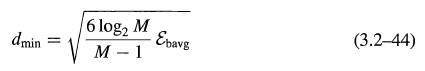 d_min = √(6 log₂ M / (M − 1) ℰ_bavg) (3.2–44)